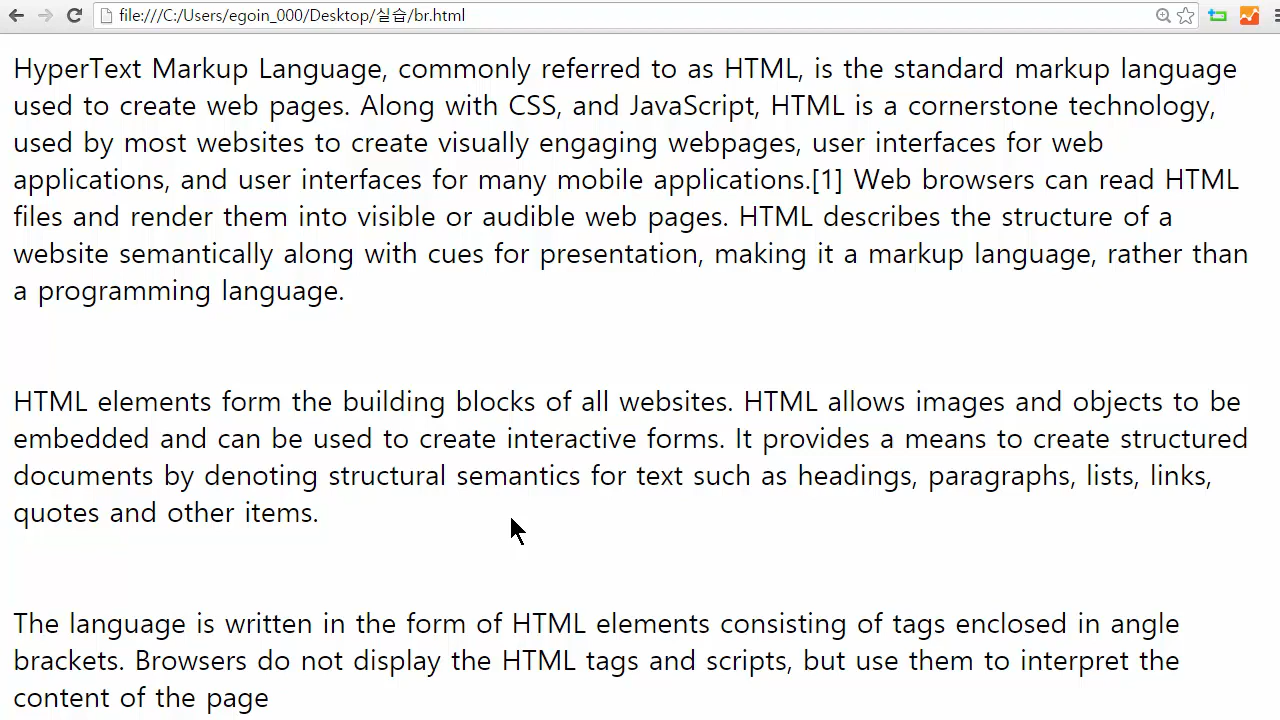 file:///C:/Users/egoin_000/Desktop/실습/br.html
HyperText Markup Language, commonly referred to as HTML, is the standard markup language
used to create web pages. Along with CSS, and JavaScript, HTML is a cornerstone technology,
used by most websites to create visually engaging webpages, user interfaces for web
applications, and user interfaces for many mobile applications.[1] Web browsers can read HTML
files and render them into visible or audible web pages. HTML describes the structure of a
website semantically along with cues for presentation, making it a markup language, rather than
a programming language.
HTML elements form the building blocks of all websites. HTML allows images and objects to be
embedded and can be used to create interactive forms. It provides a means to create structured
documents by denoting structural semantics for text such as headings, paragraphs, lists, links,
quotes and other items.
The language is written in the form of HTML elements consisting of tags enclosed in angle
brackets. Browsers do not display the HTML tags and scripts, but use them to interpret the
content of the page